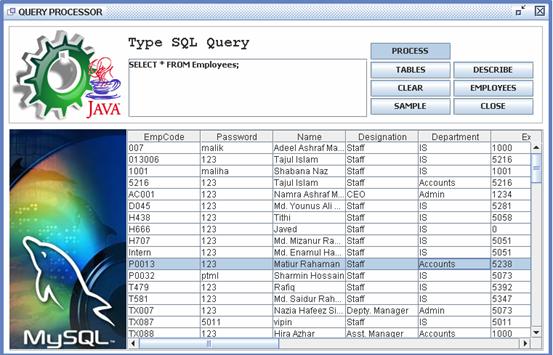 QUERY PROCESSOR
Type SQL Query
SELECT * FROM Employees;
PROCESS
TABLES DESCRIBE
CLEAR EMPLOYEES
SAMPLE CLOSE
JAVA
EmpCode Password Name Designation Department Ex
007 malik Adeel Ashraf Ma... Staff IS 1000
013006 123 Tajul Islam Staff IS 5216
1001 maliha Shabana Naz Staff IS 1001
5216 123 Tajul Islam Staff Accounts 5216
AC001 123 Namra Ashraf M... CEO Admin 1234
D045 123 Md. Younus Ali ... Staff IS 5281
H438 123 Tithi Staff IS 5058
H666 123 Javed Staff IS 0
H707 123 Md. Mizanur Ra... Staff IS 5051
Intern 123 Md. Enamul Ha... Staff IS 5051
P0013 123 Matiur Rahaman Staff Accounts 5238
P0032 ptml Sharmin Hossain Staff IS 5073
T479 123 Rafiq Staff IS 5392
T581 123 Md. Saidur Rah... Staff IS 5347
TX007 123 Nazia Hafeez Si... Depty. Manager Admin 5073
TX087 5011 vipin Staff IS 5011
TX088 123 Hira Azhar Asst. Manager Accounts 1000
MySQL